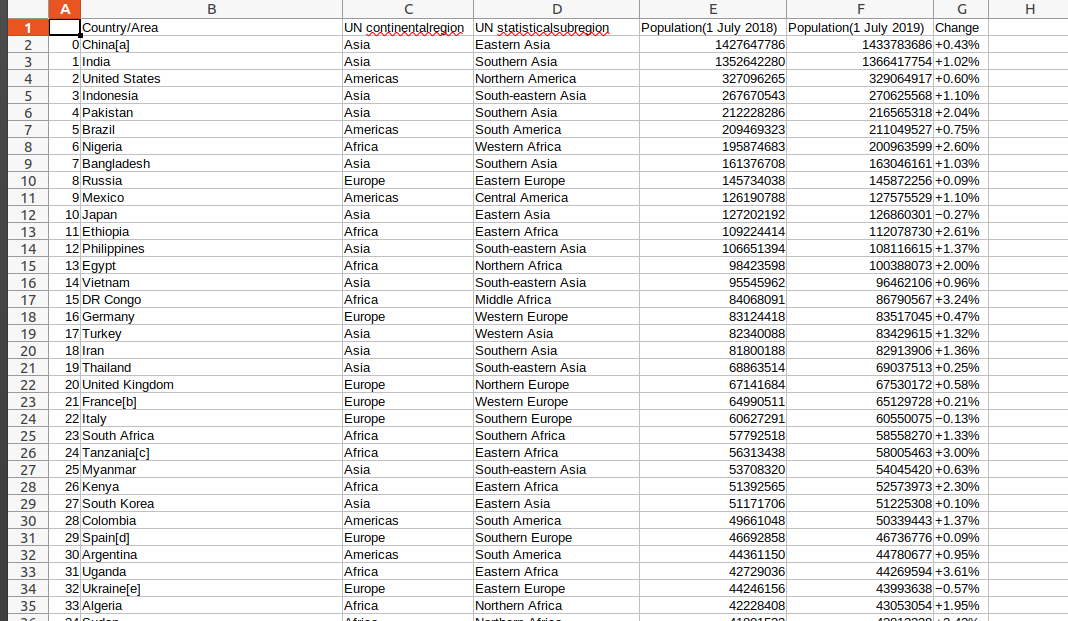 A B C D E F G H
1 Country/Area UN continentalregion UN statisticalsubregion Population(1 July 2018) Population(1 July 2019) Change
2 0 China[a] Asia Eastern Asia 1427647786 1433783686 +0.43%
3 1 India Asia Southern Asia 1352642280 1366417754 +1.02%
4 2 United States Americas Northern America 327096265 329064917 +0.60%
5 3 Indonesia Asia South-eastern Asia 267670543 270625568 +1.10%
6 4 Pakistan Asia Southern Asia 212228286 216565318 +2.04%
7 5 Brazil Americas South America 209469323 211049527 +0.75%
8 6 Nigeria Africa Western Africa 195874683 200963599 +2.60%
9 7 Bangladesh Asia Southern Asia 161376708 163046161 +1.03%
10 8 Russia Europe Eastern Europe 145734038 145872256 +0.09%
11 9 Mexico Americas Central America 126190788 127575529 +1.10%
12 10 Japan Asia Eastern Asia 127202192 126860301 −0.27%
13 11 Ethiopia Africa Eastern Africa 109224414 112078730 +2.61%
14 12 Philippines Asia South-eastern Asia 106651394 108116615 +1.37%
15 13 Egypt Africa Northern Africa 98423598 100388073 +2.00%
16 14 Vietnam Asia South-eastern Asia 95545962 96462106 +0.96%
17 15 DR Congo Africa Middle Africa 84068091 86790567 +3.24%
18 16 Germany Europe Western Europe 83124418 83517045 +0.47%
19 17 Turkey Asia Western Asia 82340088 83429615 +1.32%
20 18 Iran Asia Southern Asia 81800188 82913906 +1.36%
21 19 Thailand Asia South-eastern Asia 68863514 69037513 +0.25%
22 20 United Kingdom Europe Northern Europe 67141684 67530172 +0.58%
23 21 France[b] Europe Western Europe 64990511 65129728 +0.21%
24 22 Italy Europe Southern Europe 60627291 60550075 −0.13%
25 23 South Africa Africa Southern Africa 57792518 58558270 +1.33%
26 24 Tanzania[c] Africa Eastern Africa 56313438 58005463 +3.00%
27 25 Myanmar Asia South-eastern Asia 53708320 54045420 +0.63%
28 26 Kenya Africa Eastern Africa 51392565 52573973 +2.30%
29 27 South Korea Asia Eastern Asia 51171706 51225308 +0.10%
30 28 Colombia Americas South America 49661048 50339443 +1.37%
31 29 Spain[d] Europe Southern Europe 46692858 46736776 +0.09%
32 30 Argentina Americas South America 44361150 44780677 +0.95%
33 31 Uganda Africa Eastern Africa 42729036 44269594 +3.61%
34 32 Ukraine[e] Europe Eastern Europe 44246156 43993638 −0.57%
35 33 Algeria Africa Northern Africa 42228408 43053054 +1.95%